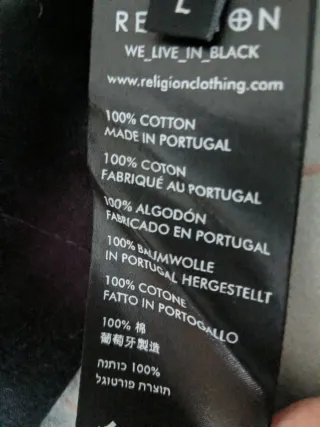 L
RELIGION
WE_LIVE_IN_BLACK
www.religionclothing.com
100% COTTON
MADE IN PORTUGAL
100% COTON
FABRIQUÉ AU PORTUGAL
100% ALGODÓN
FABRICADO EN PORTUGAL
100% BAUMWOLLE
IN PORTUGAL HERGESTELLT
100% COTONE
FATTO IN PORTOGALLO
100% 棉
葡萄牙製造
100% כותנה
תוצרת פורטוגל